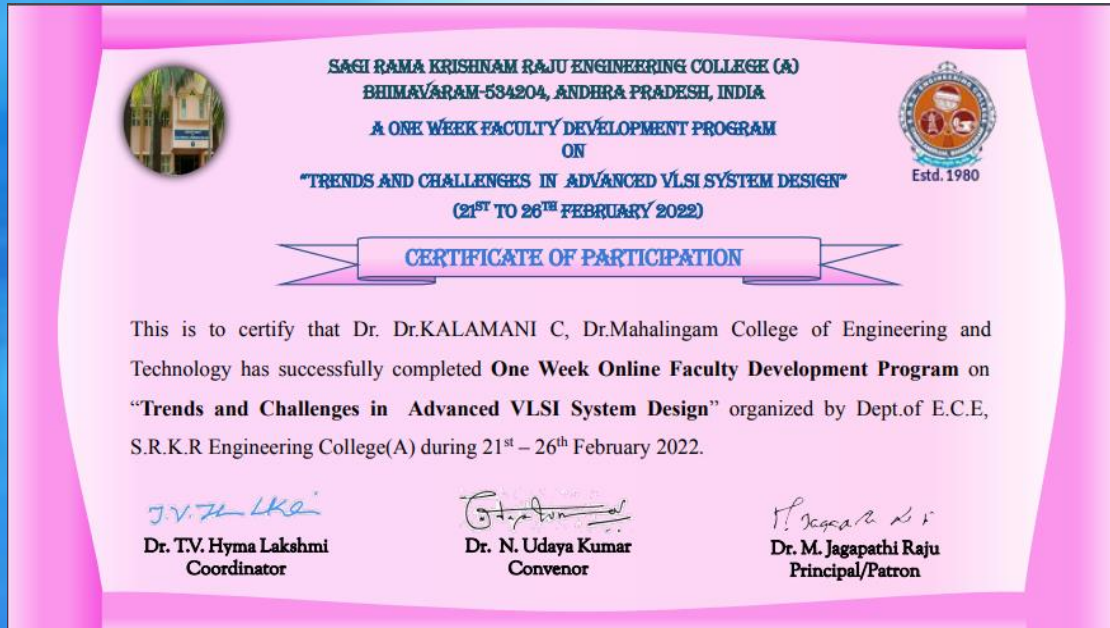 SAGI RAMA KRISHNAM RAJU ENGINEERING COLLEGE (A)
BHIMAVARAM-534204, ANDHRA PRADESH, INDIA
A ONE WEEK FACULTY DEVELOPMENT PROGRAM
ON
"TRENDS AND CHALLENGES IN ADVANCED VLSI SYSTEM DESIGN"
(21ST TO 26TH FEBRUARY 2022)
Estd. 1980
CERTIFICATE OF PARTICIPATION
This is to certify that Dr. Dr.KALAMANI C, Dr.Mahalingam College of Engineering and
Technology has successfully completed One Week Online Faculty Development Program on
“Trends and Challenges in Advanced VLSI System Design” organized by Dept.of E.C.E,
S.R.K.R Engineering College(A) during 21st – 26th February 2022.
Dr. T.V. Hyma Lakshmi
Coordinator
Dr. N. Udaya Kumar
Convenor
Dr. M. Jagapathi Raju
Principal/Patron